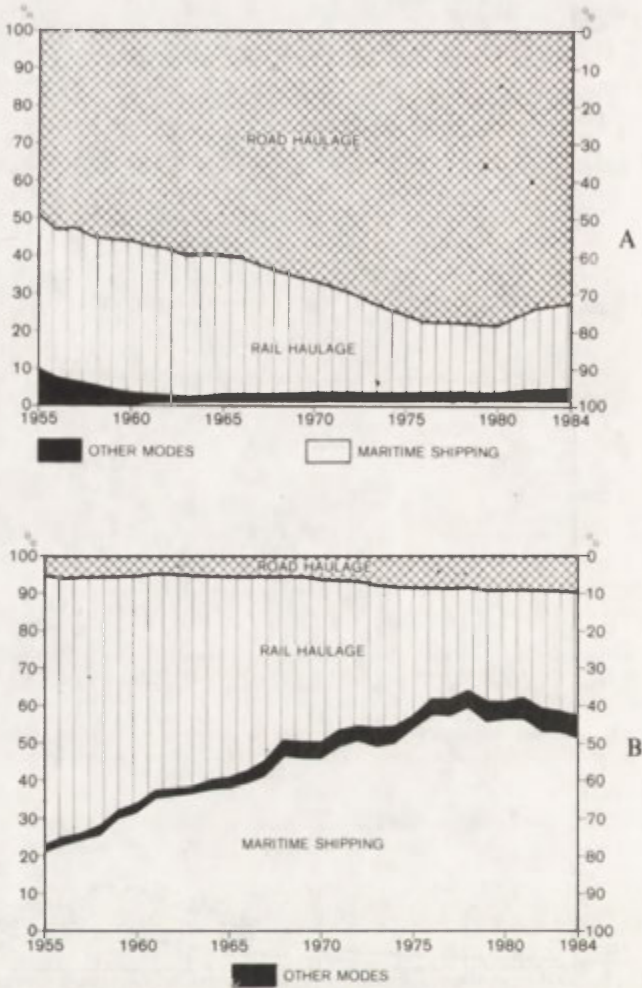 % %
100 0
90 10
80 20
70 30
ROAD HAULAGE
60 40
50 50
A
40 60
30 70
20 80
RAIL HAULAGE
10 90
0 100
1955 1960 1965 1970 1975 1980 1984
OTHER MODES MARITIME SHIPPING
% %
100 0
ROAD HAULAGE
90 10
80 20
RAIL HAULAGE
70 30
60 40
50 50
B
40 60
30 70
MARITIME SHIPPING
20 80
10 90
0 100
1955 1960 1965 1970 1975 1980 1984
OTHER MODES